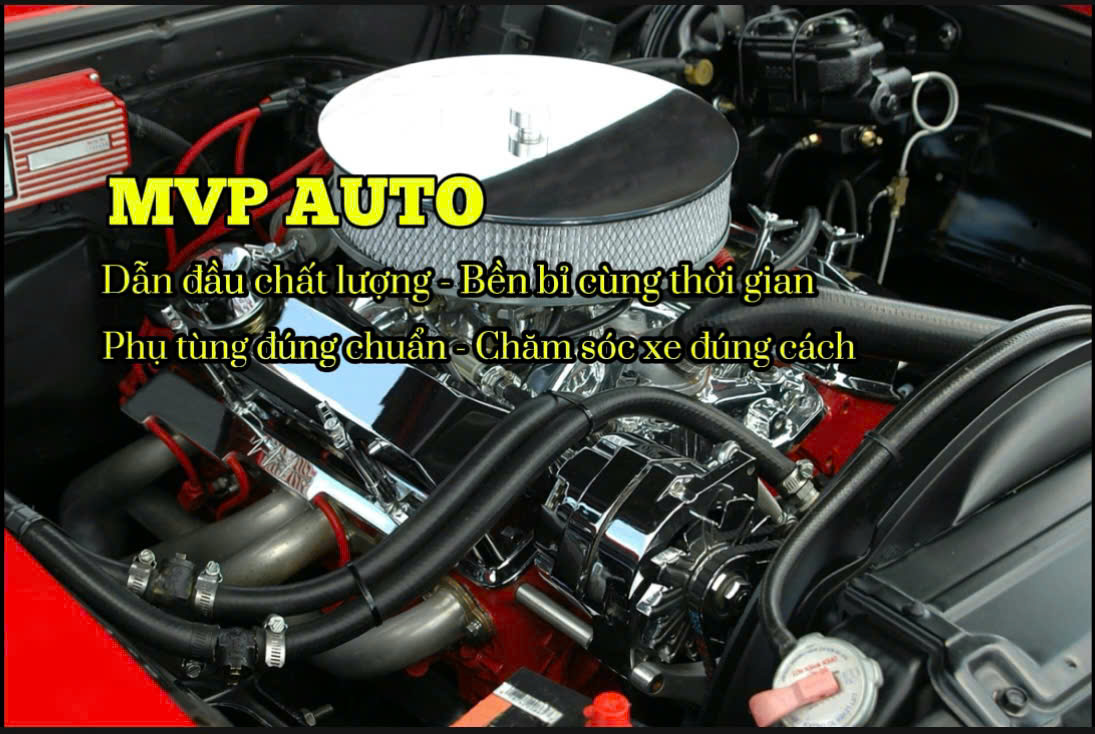 MVP AUTO
Dẫn đầu chất lượng - Bền bỉ cùng thời gian
Phụ tùng đúng chuẩn - Chăm sóc xe đúng cách